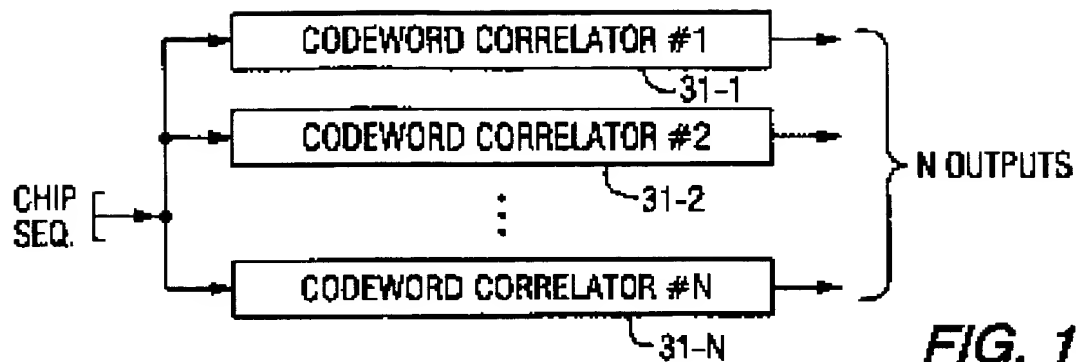 CODEWORD CORRELATOR #1
31-1
CODEWORD CORRELATOR #2
31-2
CHIP
SEQ.
N OUTPUTS
CODEWORD CORRELATOR #N
31-N
FIG. 1